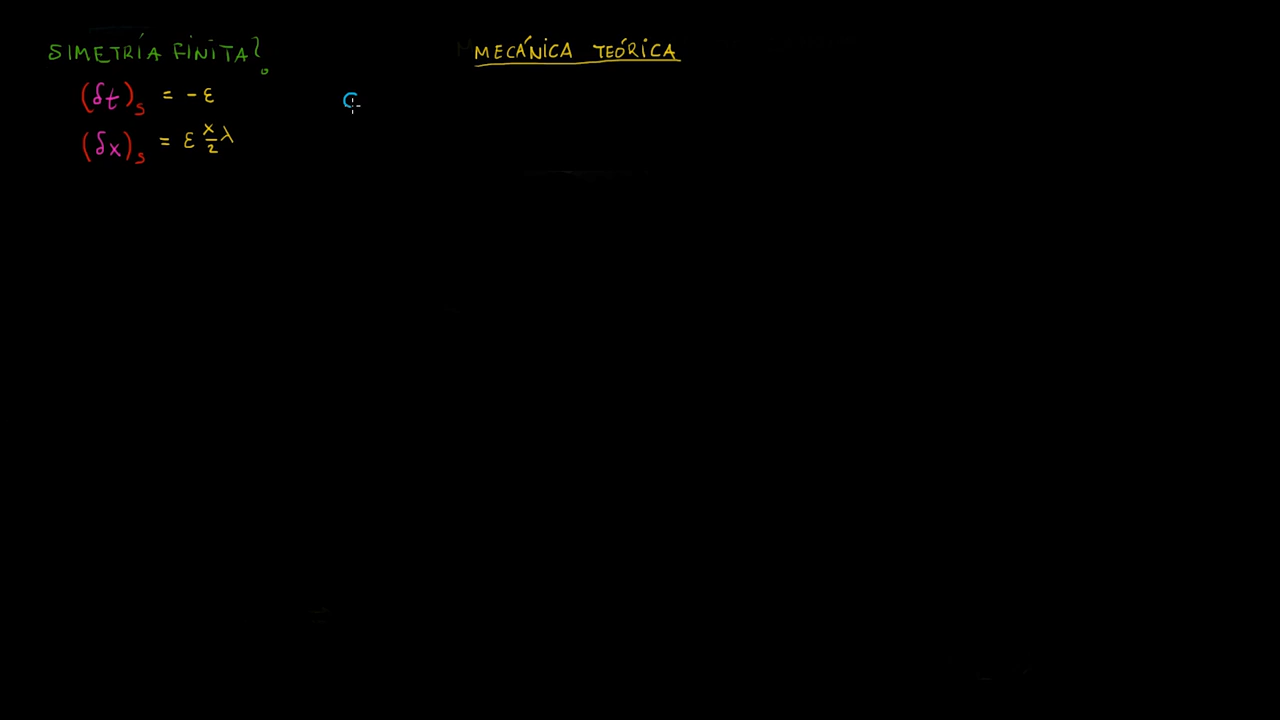 SIMETRÍA FINITA?
MECÁNICA TEÓRICA
(δt)ₛ = - ε
(δx)ₛ = ε x/2 λ